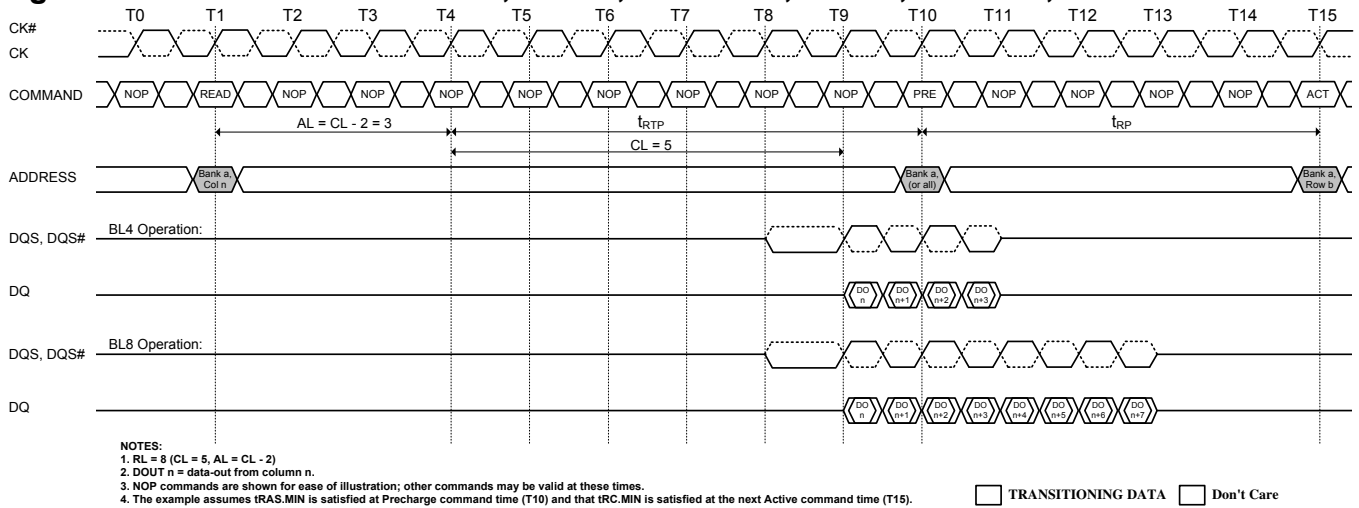 T0 T1 T2 T3 T4 T5 T6 T7 T8 T9 T10 T11 T12 T13 T14 T15
CK#
CK
COMMAND NOP READ NOP NOP NOP NOP NOP NOP NOP NOP PRE NOP NOP NOP NOP ACT
AL = CL - 2 = 3 tRTP tRP
CL = 5
ADDRESS Bank a, Col n Bank a, (or all) Bank a, Row b
BL4 Operation:
DQS, DQS#
DQ DO n DO n+1 DO n+2 DO n+3
BL8 Operation:
DQS, DQS#
DQ DO n DO n+1 DO n+2 DO n+3 DO n+4 DO n+5 DO n+6 DO n+7
NOTES:
1. RL = 8 (CL = 5, AL = CL - 2)
2. DOUT n = data-out from column n.
3. NOP commands are shown for ease of illustration; other commands may be valid at these times.
4. The example assumes tRAS.MIN is satisfied at Precharge command time (T10) and that tRC.MIN is satisfied at the next Active command time (T15).
TRANSITIONING DATA Don't Care